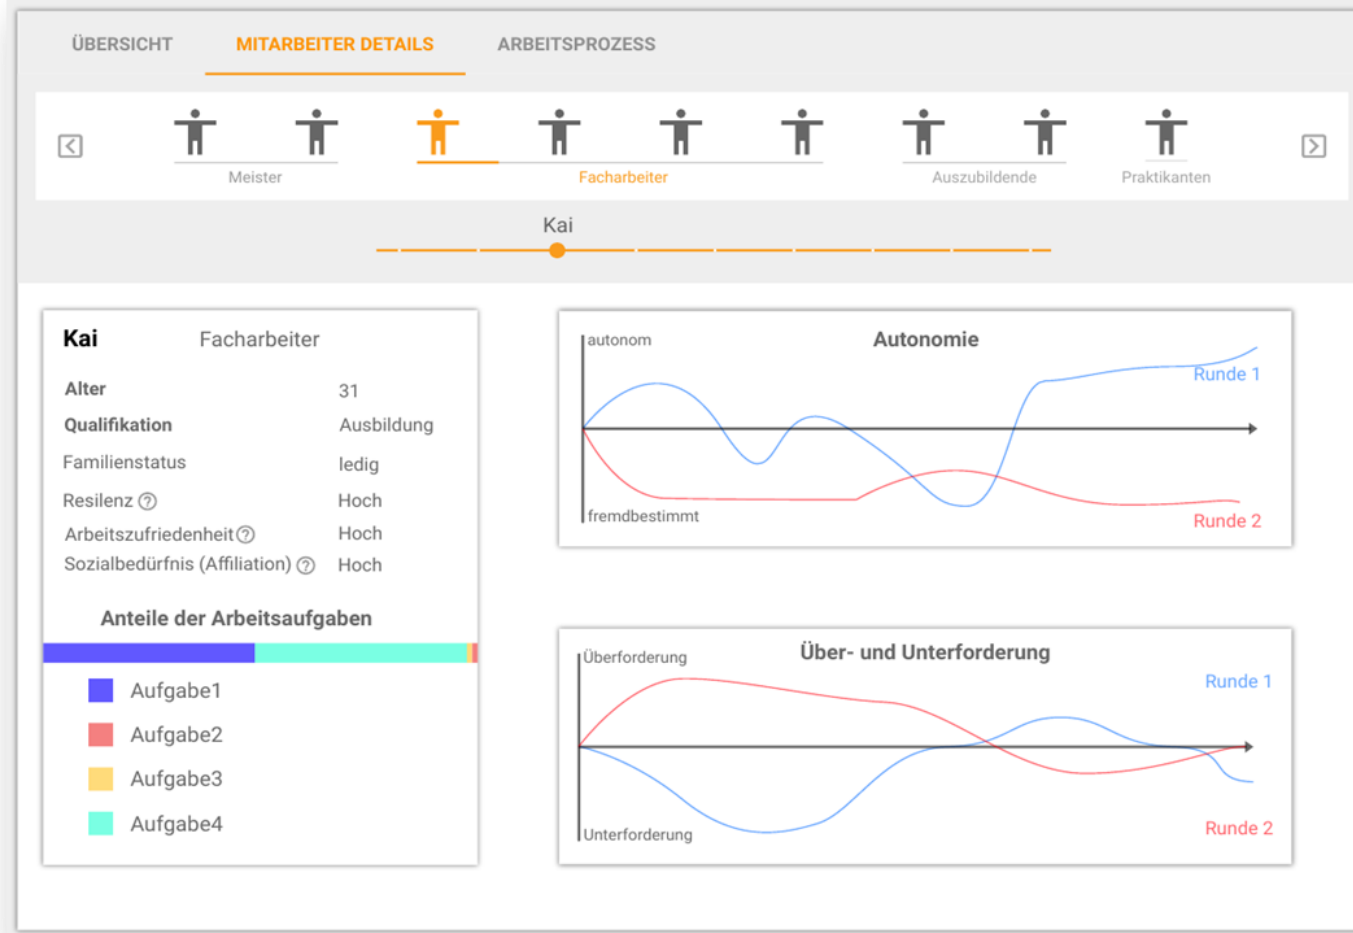 ÜBERSICHT MITARBEITER DETAILS ARBEITSPROZESS
Meister Facharbeiter Auszubildende Praktikanten
Kai
Kai Facharbeiter
Alter 31
Qualifikation Ausbildung
Familienstatus ledig
Resilenz ? Hoch
Arbeitszufriedenheit ? Hoch
Sozialbedürfnis (Affiliation) ? Hoch
Anteile der Arbeitsaufgaben
Aufgabe1
Aufgabe2
Aufgabe3
Aufgabe4
autonom Autonomie
Runde 1
fremdbestimmt
Runde 2
Überforderung Über- und Unterforderung
Runde 1
Unterforderung
Runde 2